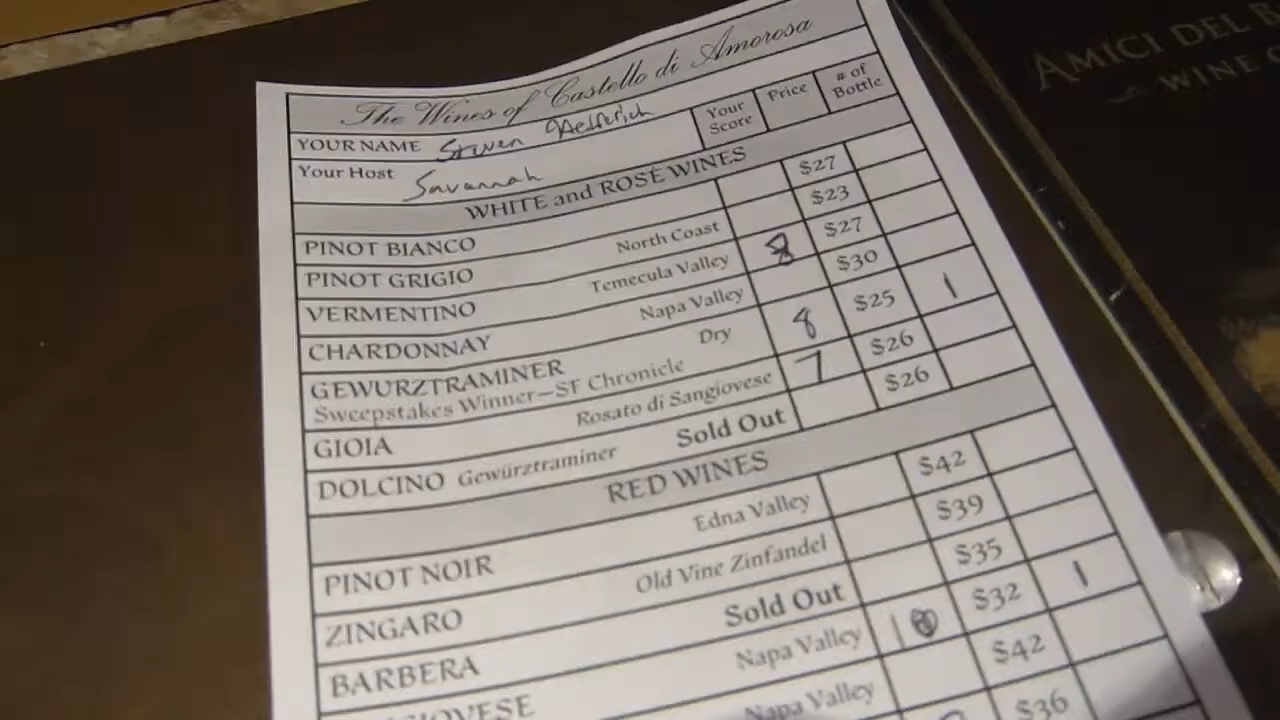 The Wines of Castello di Amorosa
YOUR NAME Steven
Your Host Savannah
Your Score Price # of Bottle
WHITE and ROSÉ WINES
PINOT BIANCO $27
PINOT GRIGIO North Coast $23
VERMENTINO Temecula Valley 8 $27
CHARDONNAY Napa Valley $30
GEWURZTRAMINER Dry 8 $25 1
Sweepstakes Winner—SF Chronicle
GIOIA Rosato di Sangiovese 7 $26
DOLCINO Gewürztraminer Sold Out $26
RED WINES
PINOT NOIR Edna Valley $42
ZINGARO Old Vine Zinfandel $39
BARBERA Sold Out $35
Napa Valley 10 $32 1
Napa Valley $42
$36
AMICI DEL
WINE